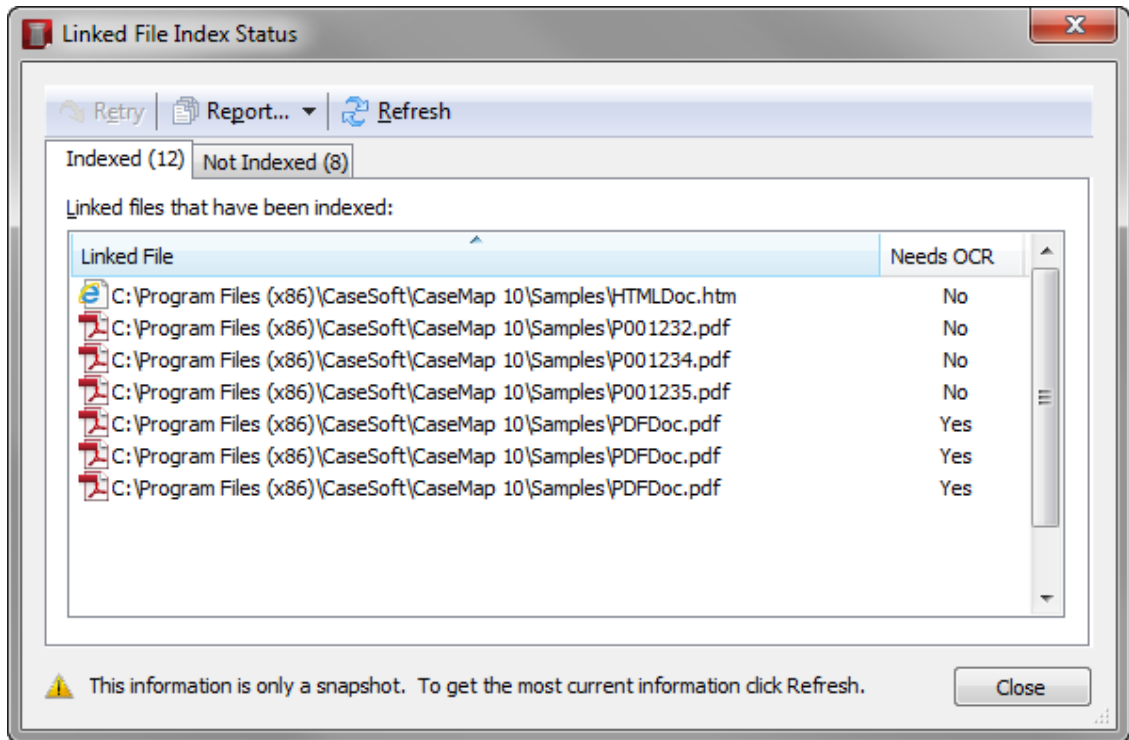 Linked File Index Status
Retry Report... Refresh
Indexed (12) Not Indexed (8)
Linked files that have been indexed:
Linked File Needs OCR
C:\Program Files (x86)\CaseSoft\CaseMap 10\Samples\HTMLDoc.htm No
C:\Program Files (x86)\CaseSoft\CaseMap 10\Samples\P001232.pdf No
C:\Program Files (x86)\CaseSoft\CaseMap 10\Samples\P001234.pdf No
C:\Program Files (x86)\CaseSoft\CaseMap 10\Samples\P001235.pdf No
C:\Program Files (x86)\CaseSoft\CaseMap 10\Samples\PDFDoc.pdf Yes
C:\Program Files (x86)\CaseSoft\CaseMap 10\Samples\PDFDoc.pdf Yes
C:\Program Files (x86)\CaseSoft\CaseMap 10\Samples\PDFDoc.pdf Yes
This information is only a snapshot. To get the most current information click Refresh.
Close